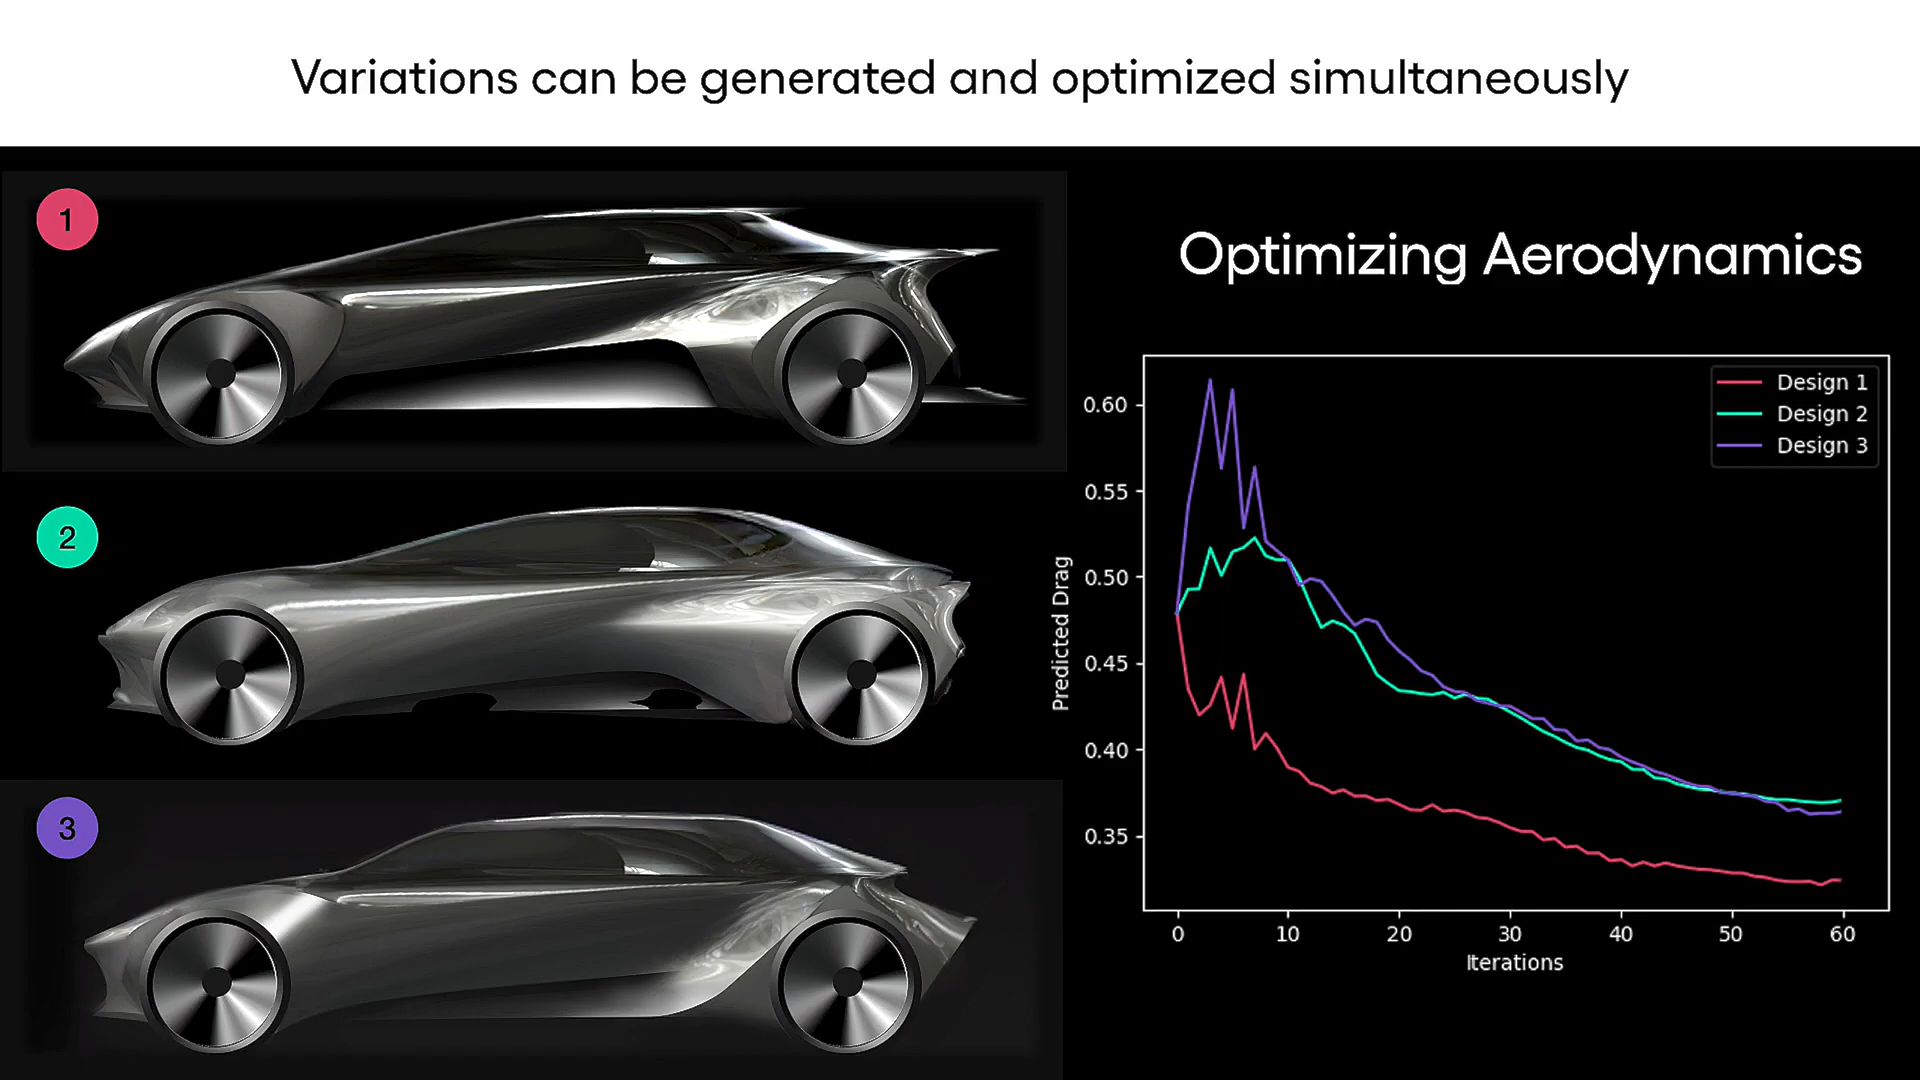 Variations can be generated and optimized simultaneously
1
2
3
Optimizing Aerodynamics
Design 1
Design 2
Design 3
Predicted Drag
0.60
0.55
0.50
0.45
0.40
0.35
0 10 20 30 40 50 60
Iterations